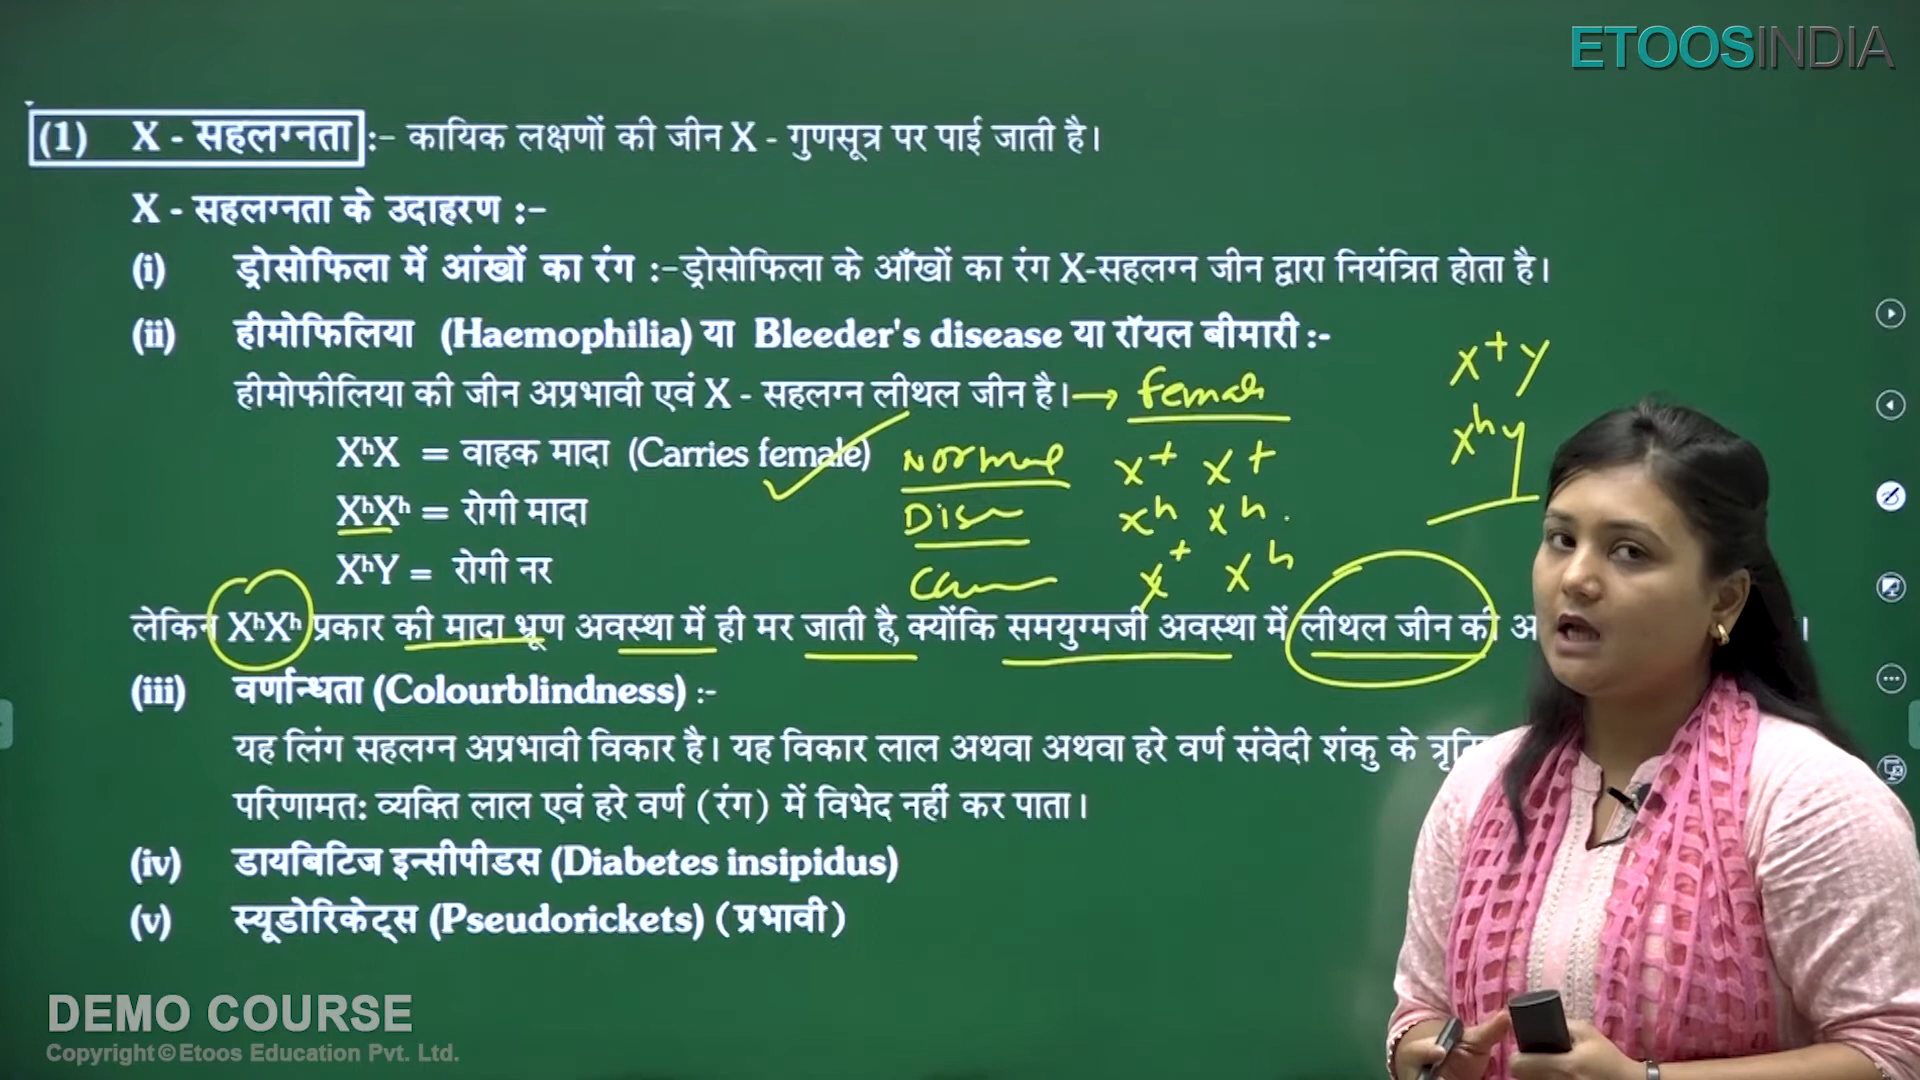 ETOOSINDIA
(1) X - सहलग्नता :- कायिक लक्षणों की जीन X - गुणसूत्र पर पाई जाती है।
X - सहलग्नता के उदाहरण :-
(i) ड्रोसोफिला में आंखों का रंग :-ड्रोसोफिला के आँखों का रंग X-सहलग्न जीन द्वारा नियंत्रित होता है।
(ii) हीमोफिलिया (Haemophilia) या Bleeder's disease या रॉयल बीमारी :-
x⁺ y
हीमोफीलिया की जीन अप्रभावी एवं X - सहलग्न लीथल जीन है। → Female
xʰ y
XʰX = वाहक मादा (Carries female) Normal x⁺ x⁺
XʰXʰ = रोगी मादा xʰ xʰ
XʰY = रोगी नर x⁺ xʰ
लेकिन XʰXʰ प्रकार की मादा भ्रूण अवस्था में ही मर जाती है, क्योंकि समयुग्मजी अवस्था में लीथल जीन की
(iii) वर्णान्धता (Colourblindness) :-
यह लिंग सहलग्न अप्रभावी विकार है। यह विकार लाल अथवा अथवा हरे वर्ण संवेदी शंकु के
परिणामत: व्यक्ति लाल एवं हरे वर्ण (रंग) में विभेद नहीं कर पाता।
(iv) डायबिटिज इन्सीपीडस (Diabetes insipidus)
(v) स्यूडोरिकेट्स (Pseudorickets) (प्रभावी)
DEMO COURSE
Copyright © Etoos Education Pvt. Ltd.